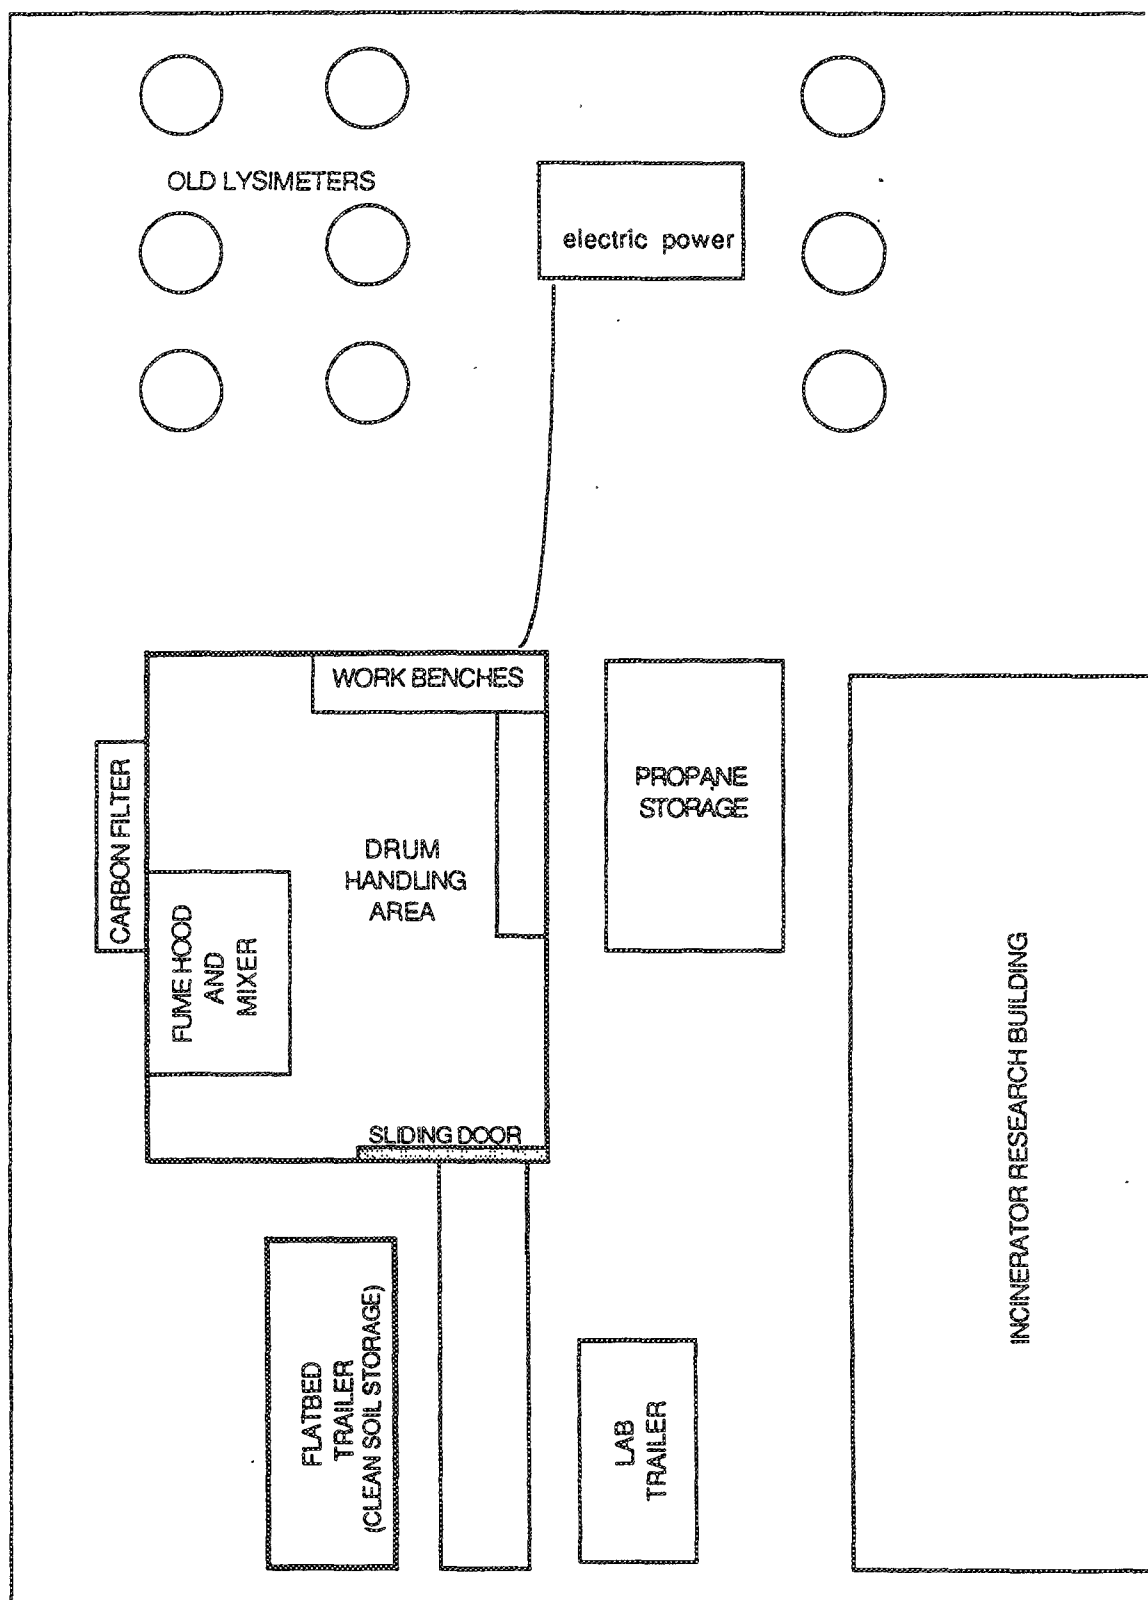 OLD LYSIMETERS
electric power
WORK BENCHES
CARBON FILTER
PROPANE
STORAGE
DRUM
HANDLING
AREA
FUME HOOD
AND
MIXER
INCINERATOR RESEARCH BUILDING
SLIDING DOOR
FLATBED
TRAILER
(CLEAN SOIL STORAGE)
LAB
TRAILER